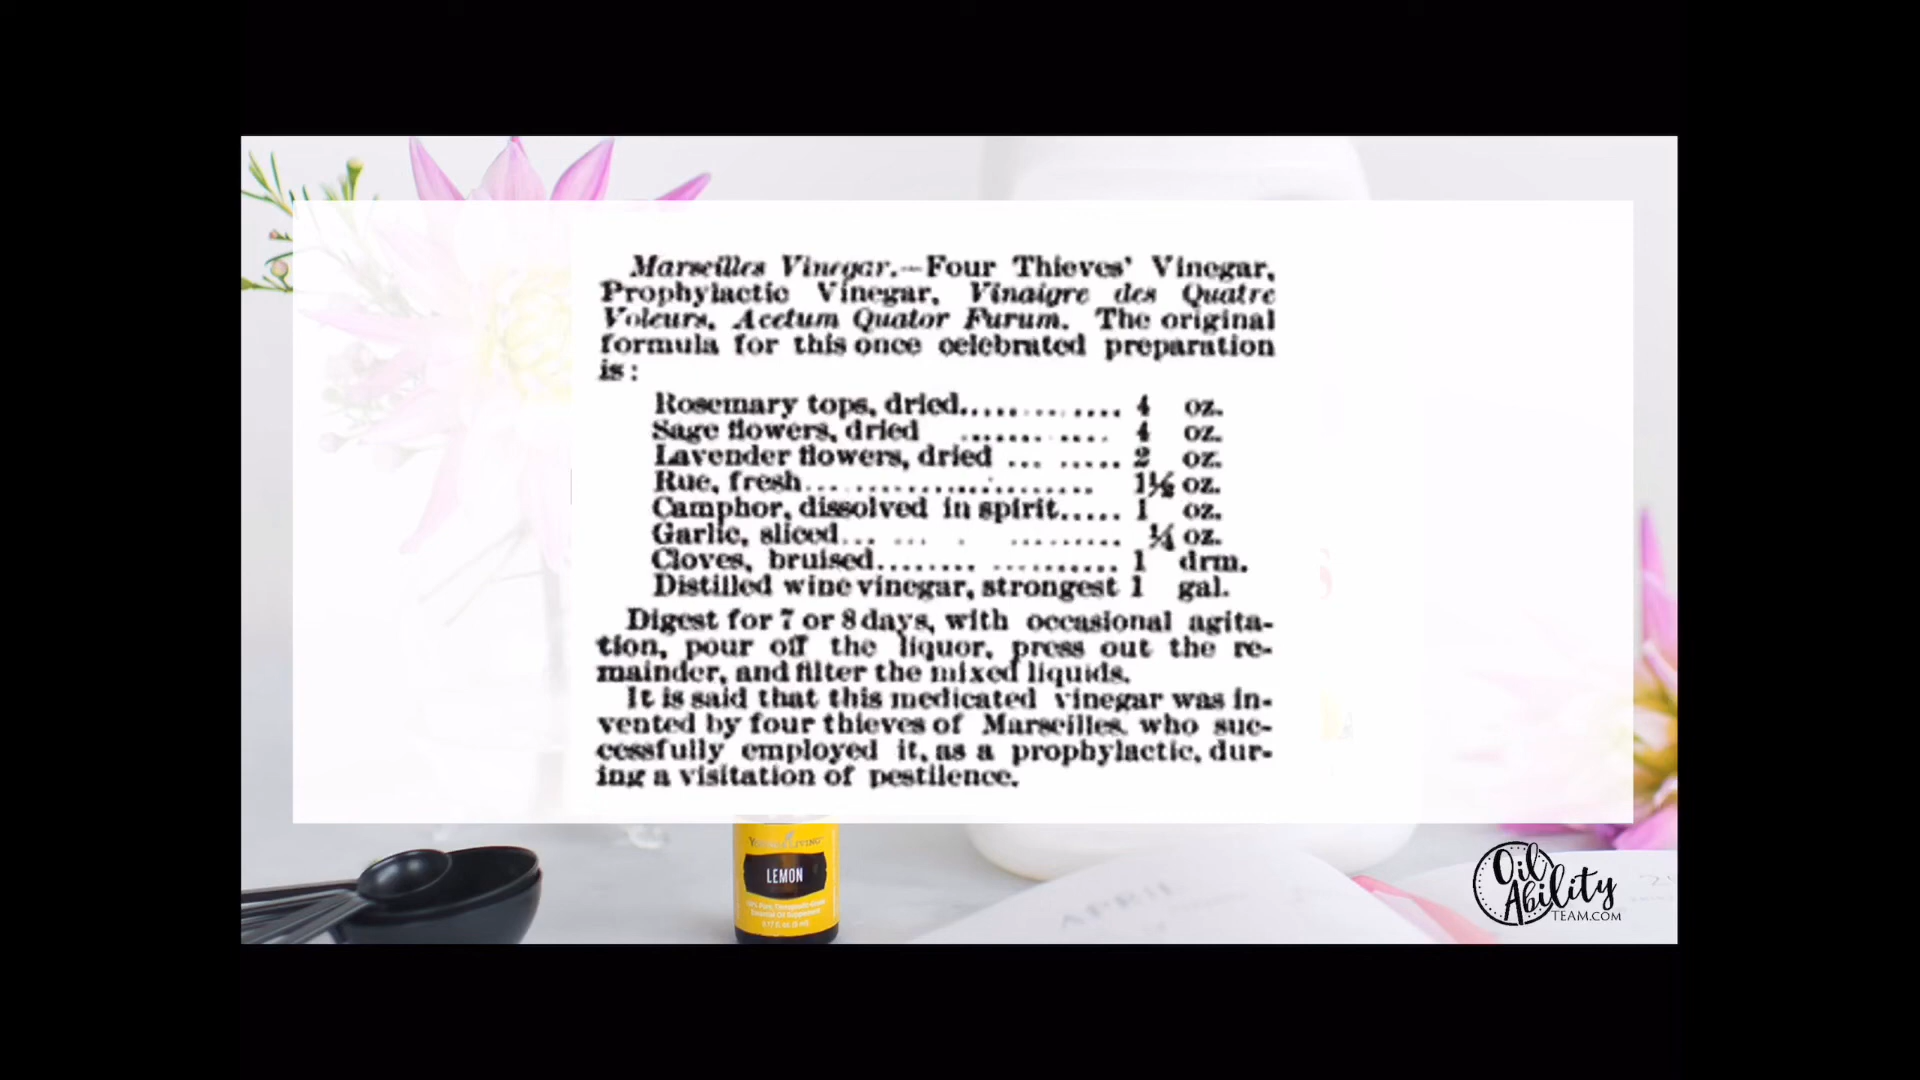 Marseilles Vinegar.—Four Thieves' Vinegar,
Prophylactic Vinegar, Vinaigre des Quatre
Voleurs, Acetum Quator Furum. The original
formula for this once celebrated preparation
is:
Rosemary tops, dried.............. 4 oz.
Sage flowers, dried ........... 4 oz.
Lavender flowers, dried ... ..... 2 oz.
Rue, fresh........................ 1½ oz.
Camphor, dissolved in spirit..... 1 oz.
Garlic, sliced... ... . ......... ¼ oz.
Cloves, bruised........ .......... 1 drm.
Distilled wine vinegar, strongest 1 gal.
Digest for 7 or 8 days, with occasional agita-
tion, pour off the liquor, press out the re-
mainder, and filter the mixed liquids.
It is said that this medicated vinegar was in-
vented by four thieves of Marseilles who suc-
cessfully employed it, as a prophylactic, dur-
ing a visitation of pestilence.
YOUNG LIVING
LEMON
Essential Oil Supplement
APRIL
Oil
Ability
TEAM.COM